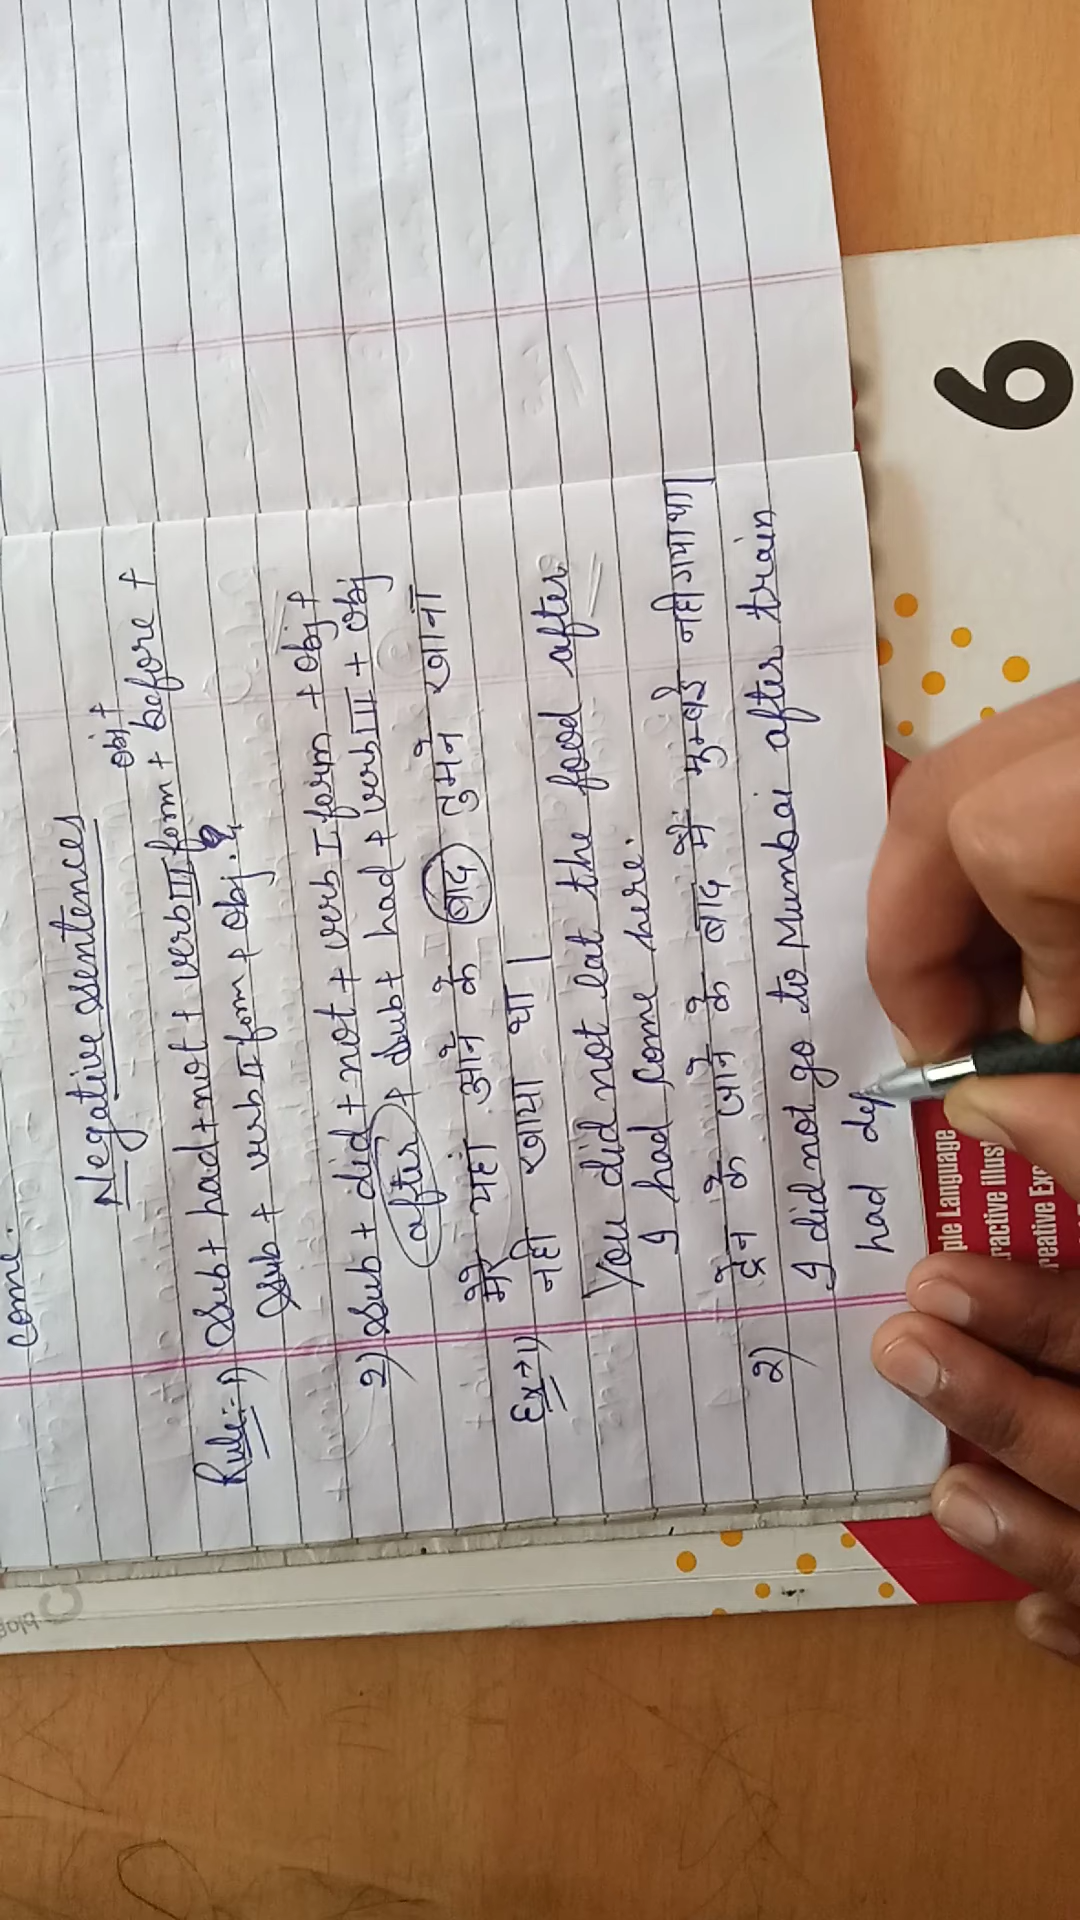 come.
Negative sentences
obj +
Rule:- 1) Sub + had + not + verb III form + before +
Sub + verb II form + obj.
2) Sub + did + not + verb I form + obj +
after + sub + had + verb III + obj
Ex → 1) मेरे यहां आने के बाद तुमने खाना
नही खाया था |
You did not eat the food after
I had come here.
2) ट्रेन के जाने के बाद में मुम्बई नही गया था |
I did not go to Mumbai after train
had de
6
ple Language
ractive illust
reative Exe